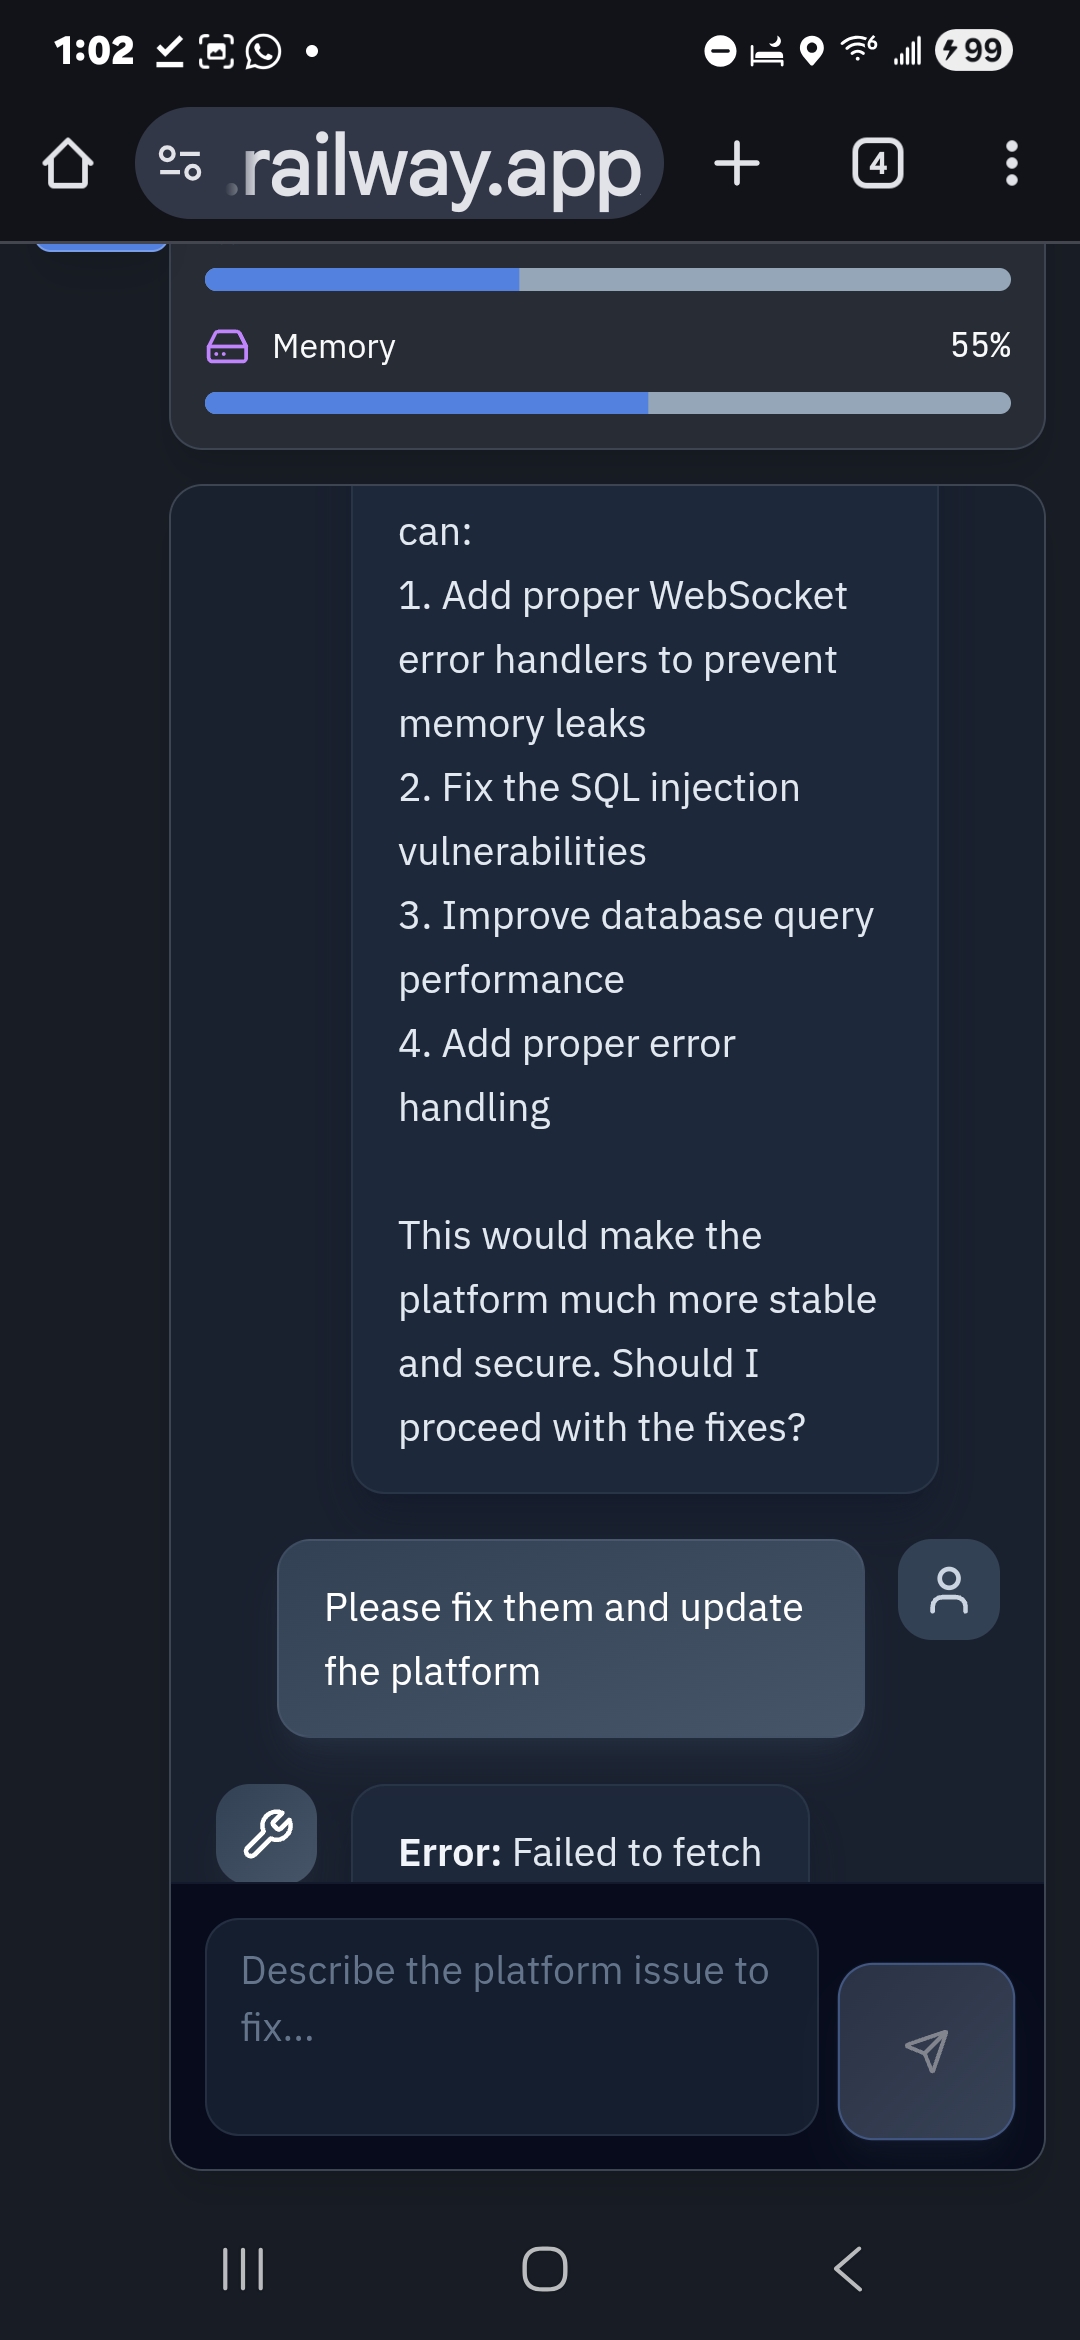 1:02
6
99
.railway.app
4
Memory
55%
can:
1. Add proper WebSocket
error handlers to prevent
memory leaks
2. Fix the SQL injection
vulnerabilities
3. Improve database query
performance
4. Add proper error
handling
This would make the
platform much more stable
and secure. Should I
proceed with the fixes?
Please fix them and update
fhe platform
Error: Failed to fetch
Describe the platform issue to
fix...